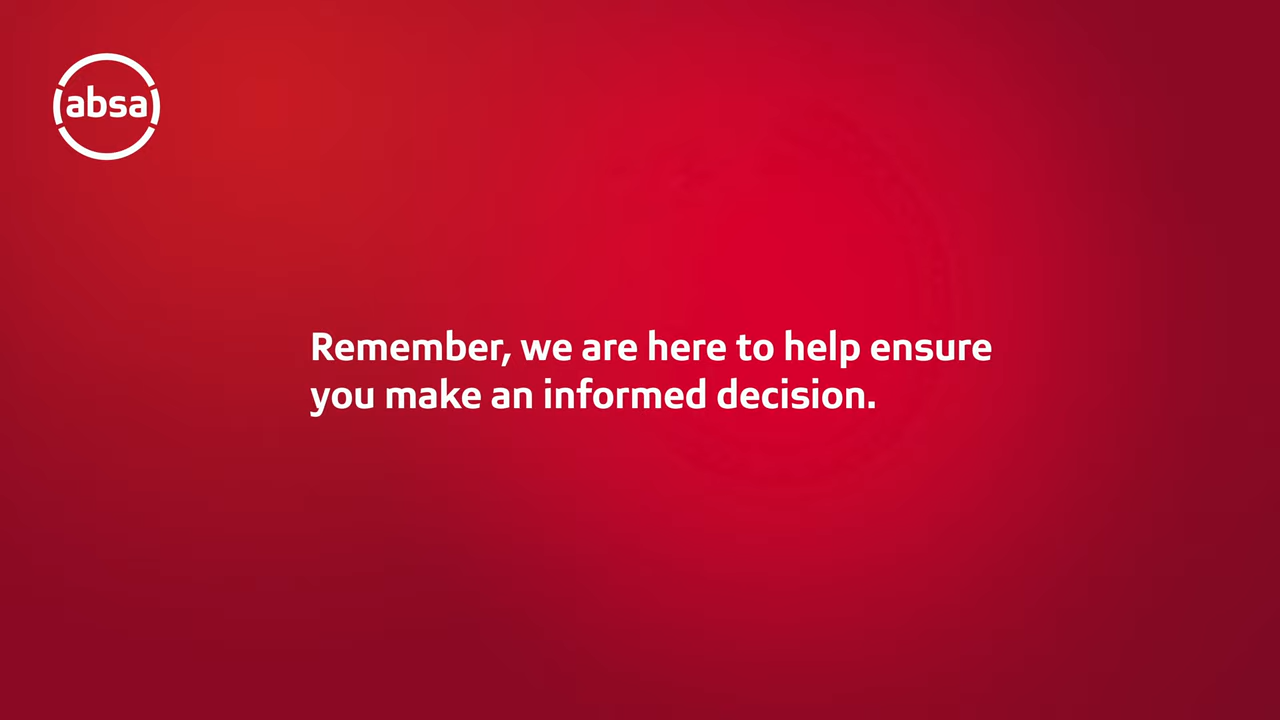 absa
Remember, we are here to help ensure
you make an informed decision.